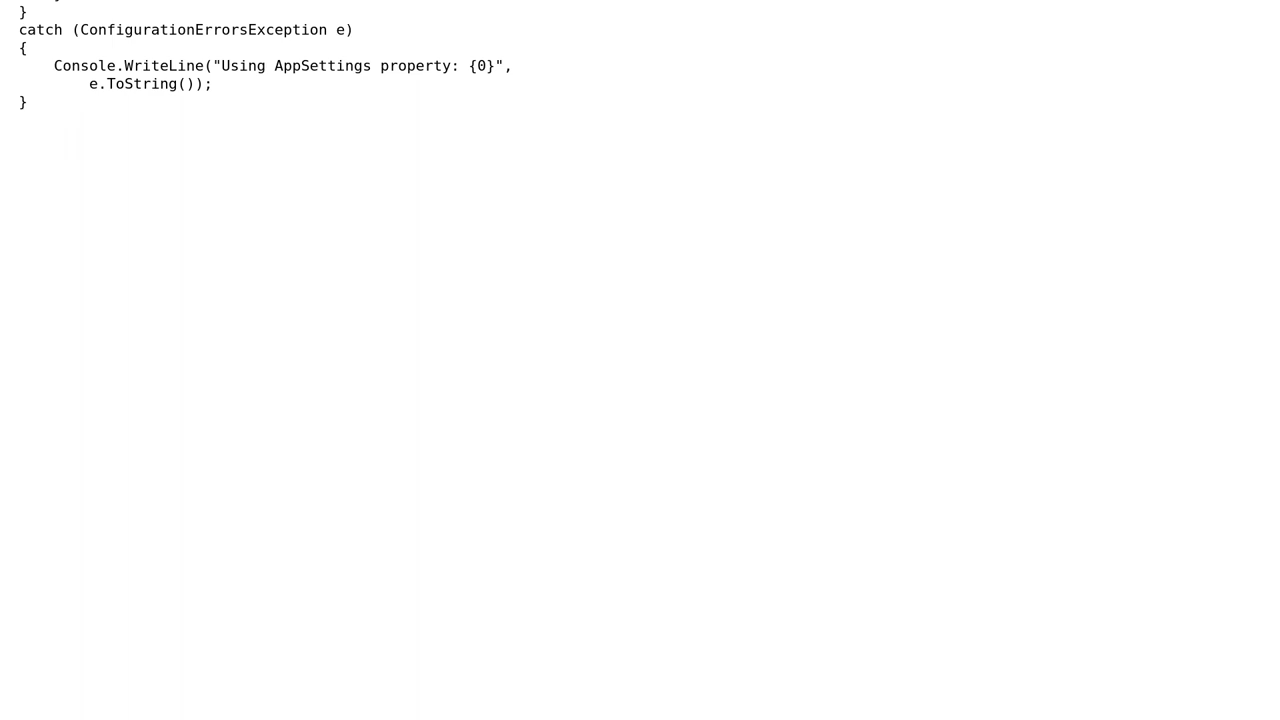 }
catch (ConfigurationErrorsException e)
{
    Console.WriteLine("Using AppSettings property: {0}",
        e.ToString());
}